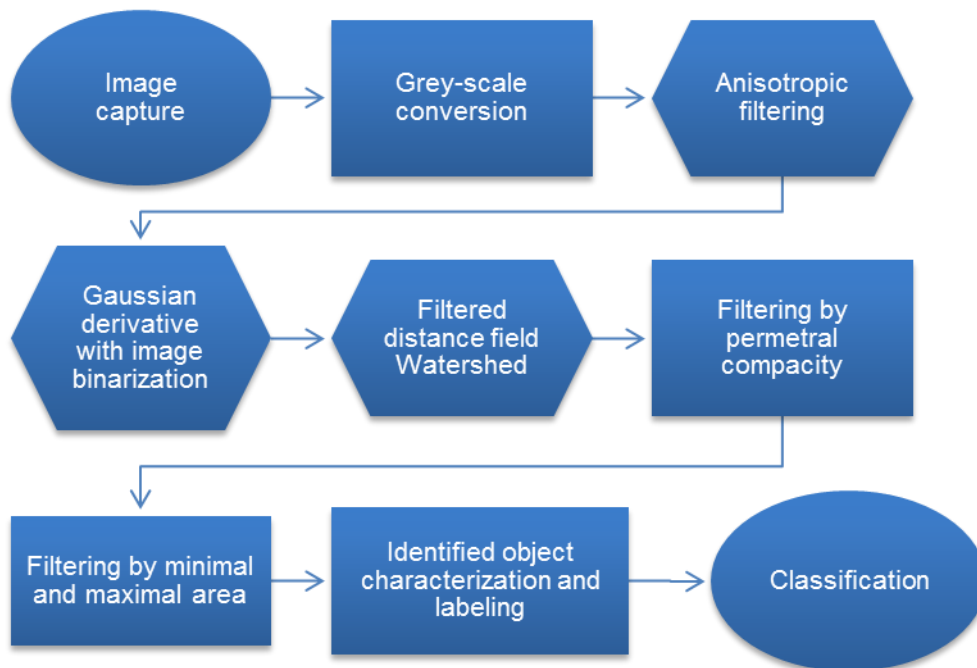 Image
capture
Grey-scale
conversion
Anisotropic
filtering
Gaussian
derivative
with image
binarization
Filtered
distance field
Watershed
Filtering by
permetral
compacity
Filtering by minimal
and maximal area
Identified object
characterization and
labeling
Classification